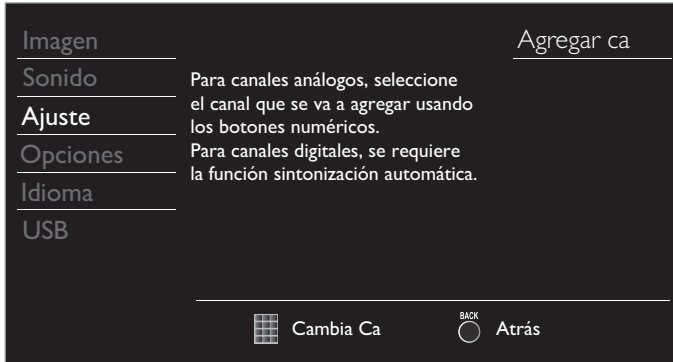 Imagen
Sonido
Ajuste
Opciones
Idioma
USB
Agregar ca
Para canales análogos, seleccione
el canal que se va a agregar usando
los botones numéricos.
Para canales digitales, se requiere
la función sintonización automática.
Cambia Ca
BACK
Atrás